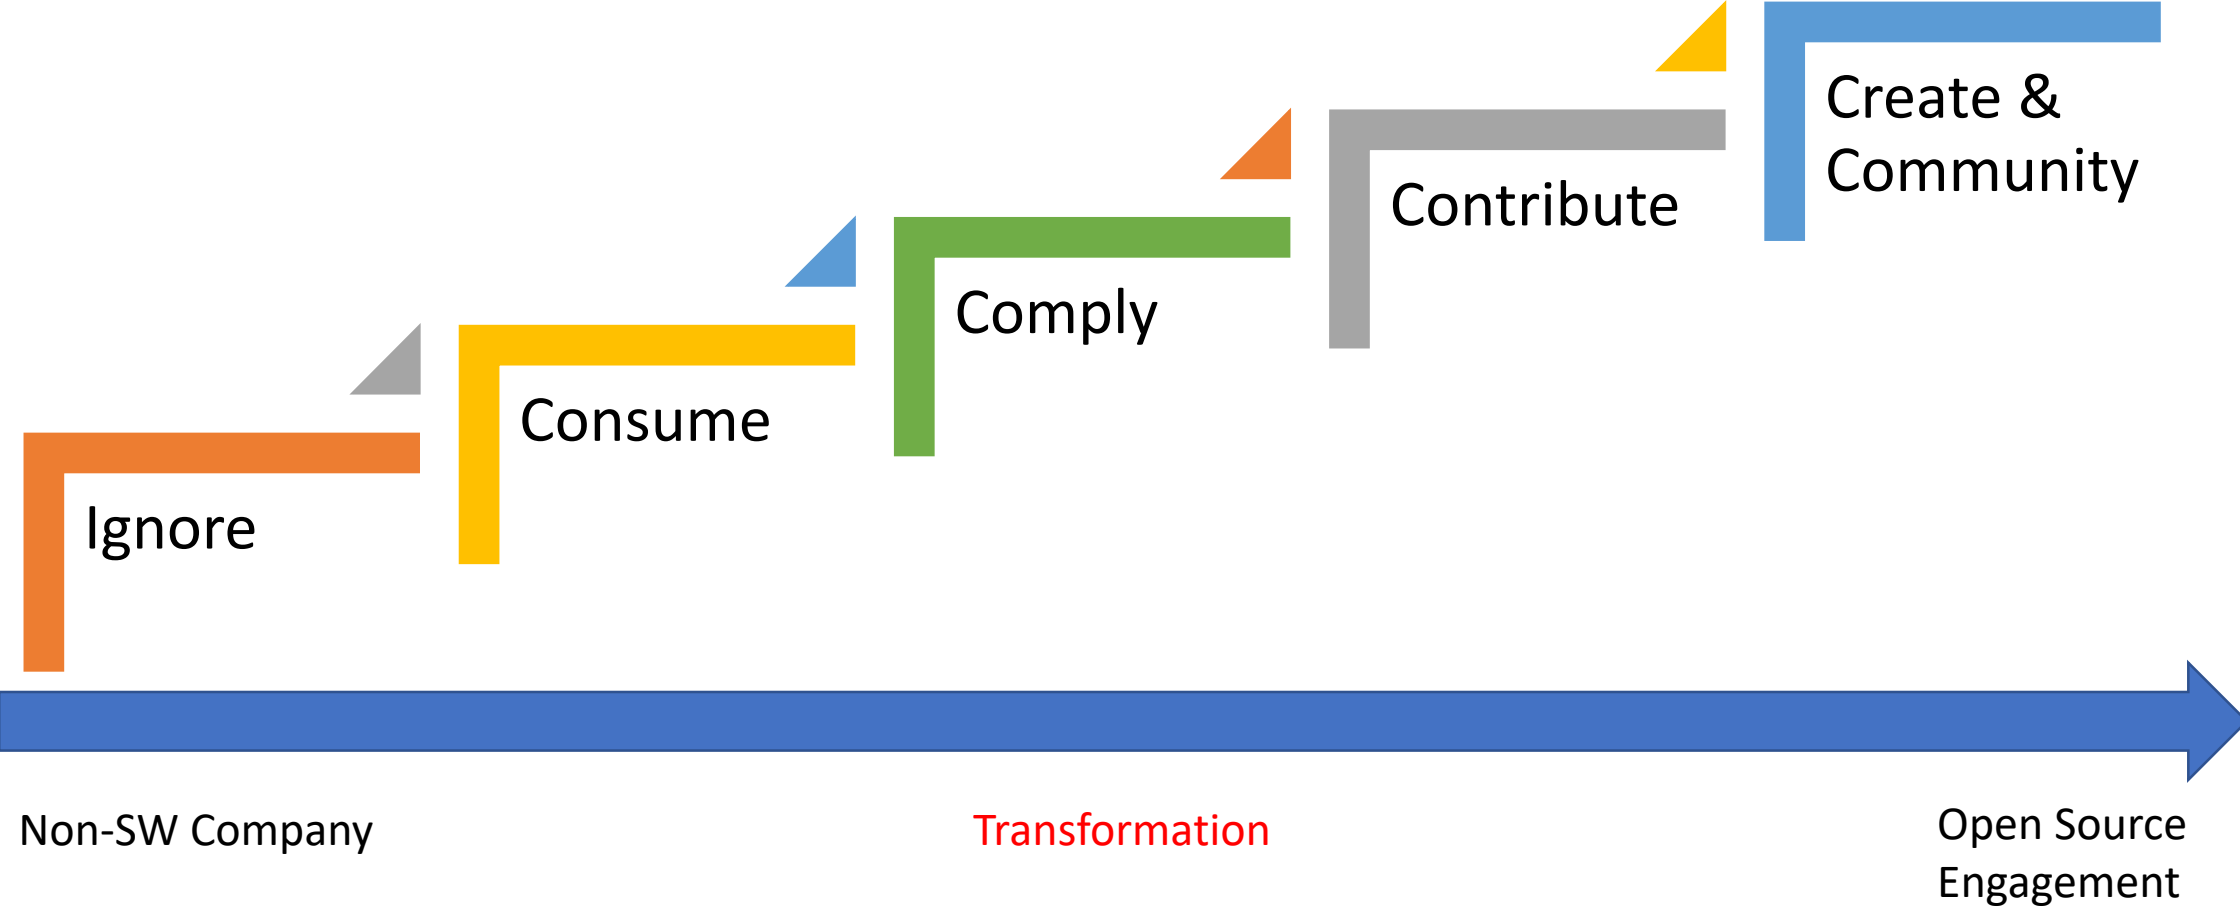 Ignore
Consume
Comply
Contribute
Create &
Community
Non-SW Company
Transformation
Open Source
Engagement